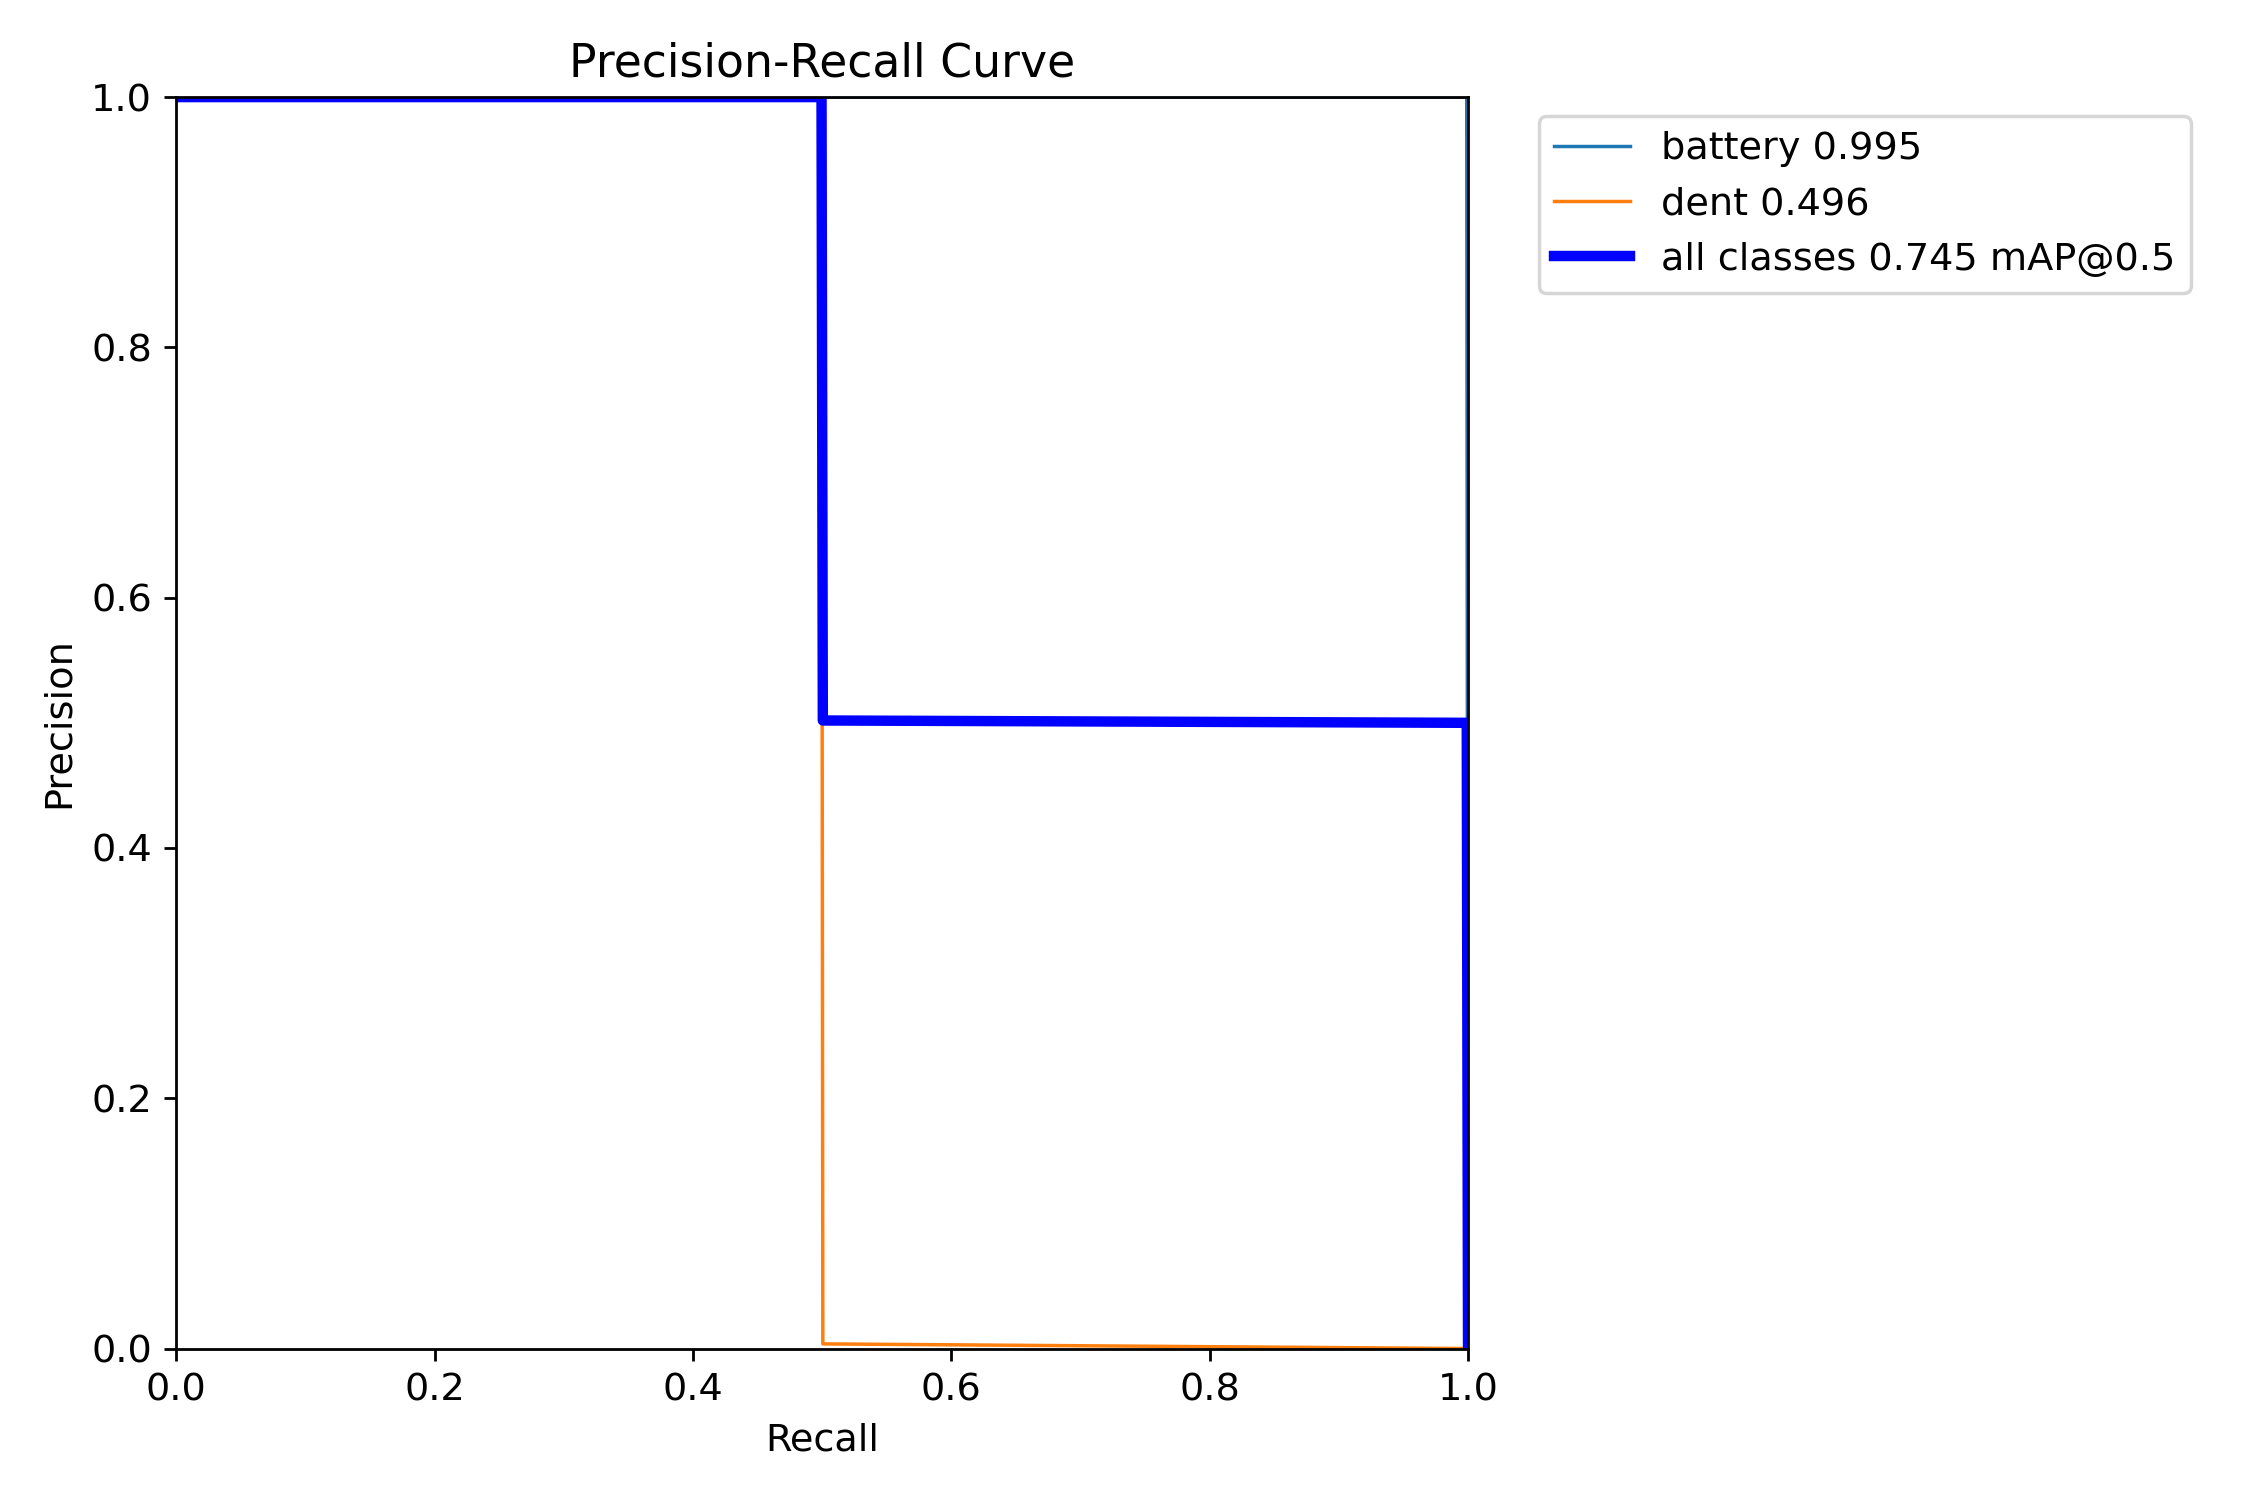 Precision-Recall Curve
1.0
0.8
0.6
0.4
0.2
0.0
Precision
0.0 0.2 0.4 0.6 0.8 1.0
Recall
battery 0.995
dent 0.496
all classes 0.745 mAP@0.5